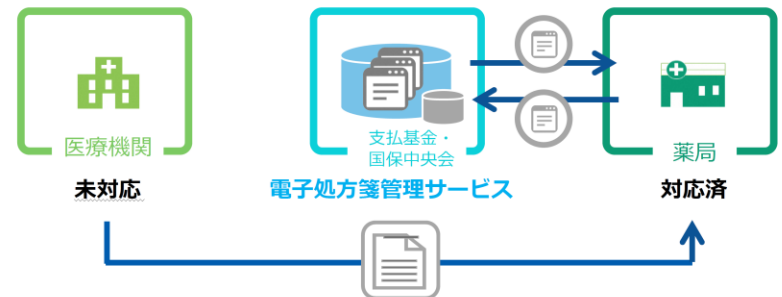 医療機関
未対応
支払基金・
国保中央会
電子処方箋管理サービス
薬局
対応済